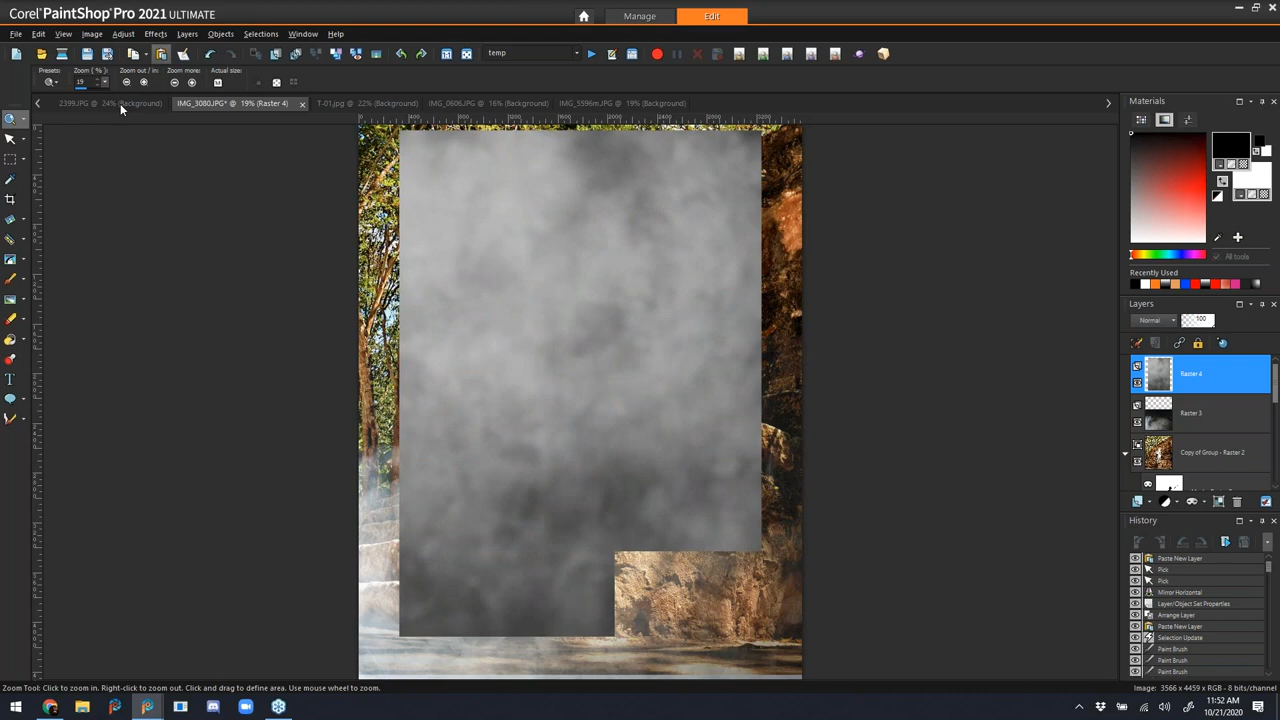 Corel®PaintShop®Pro 2021 ULTIMATE
Manage
Edit
File Edit View Image Adjust Effects Layers Objects Selections Window Help
temp
Presets:
Zoom ( % ):
Zoom out / in:
Zoom more:
Actual size:
19
2399.JPG @ 24% (Background)
IMG_3080.JPG* @ 19% (Raster 4)
T-01.jpg @ 22% (Background)
IMG_0606.JPG @ 16% (Background)
IMG_5596m.JPG @ 19% (Background)
Materials
All tools
Recently Used
Layers
Normal
100
Raster 4
Raster 3
Copy of Group - Raster 2
History
Paste New Layer
Pick
Pick
Mirror Horizontal
Layer/Object Set Properties
Arrange Layer
Paste New Layer
Selection Update
Paint Brush
Paint Brush
Paint Brush
Zoom Tool: Click to zoom in. Right-click to zoom out. Click and drag to define area. Use mouse wheel to zoom.
Image: 3566 x 4459 x RGB - 8 bits/channel
11:52 AM
10/21/2020